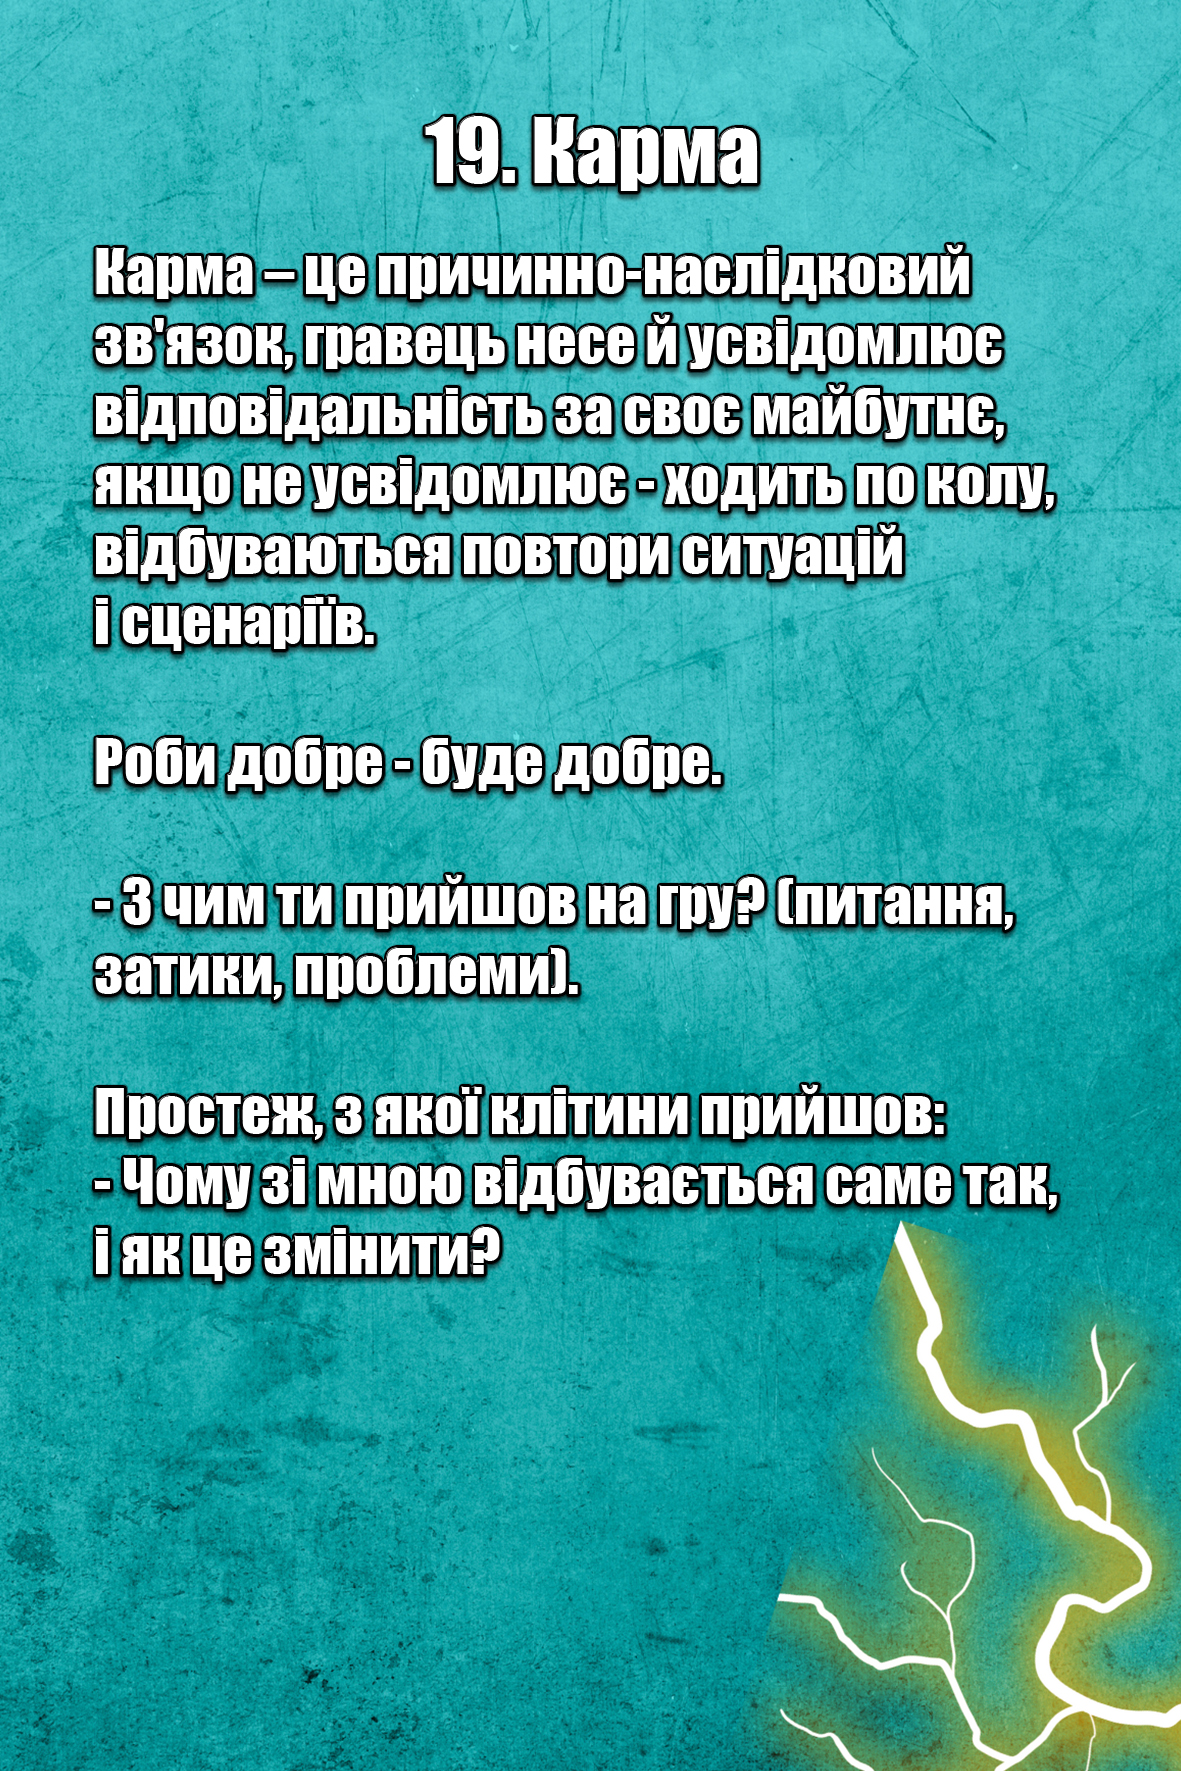 19. Карма
Карма – це причинно-наслідковий
зв'язок, гравець несе й усвідомлює
відповідальність за своє майбутнє,
якщо не усвідомлює - ходить по колу,
відбуваються повтори ситуацій
і сценаріїв.
Роби добре - буде добре.
- З чим ти прийшов на гру? (питання,
затики, проблеми).
Простеж, з якої клітини прийшов:
- Чому зі мною відбувається саме так,
і як це змінити?